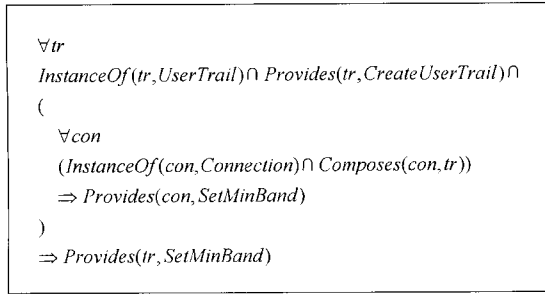 ∀tr
InstanceOf(tr,UserTrail)∩ Provides(tr,CreateUserTrail)∩
(
∀con
(InstanceOf(con,Connection)∩ Composes(con,tr))
⇒ Provides(con,SetMinBand)
)
⇒ Provides(tr,SetMinBand)